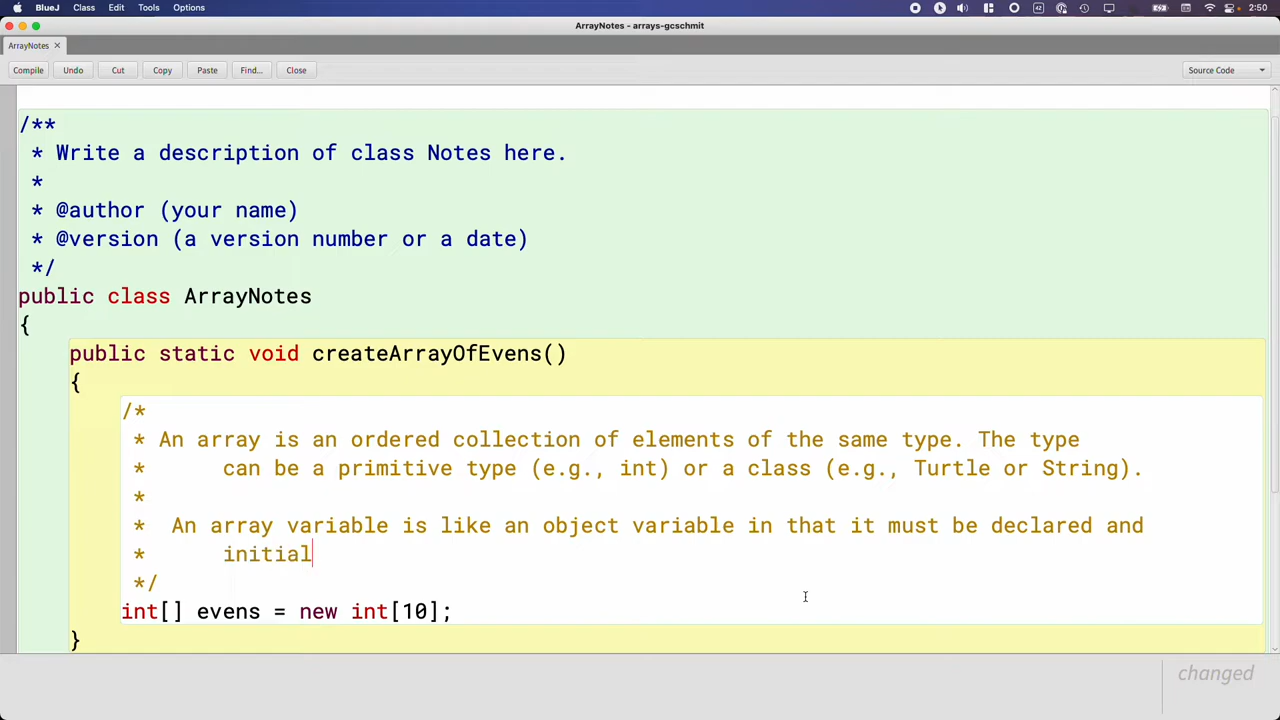 BlueJ Class Edit Tools Options 42 2:50
ArrayNotes - arrays-gcschmit
ArrayNotes ×
Compile Undo Cut Copy Paste Find... Close Source Code
/**
* Write a description of class Notes here.
*
* @author (your name)
* @version (a version number or a date)
*/
public class ArrayNotes
{
public static void createArrayOfEvens()
{
/*
* An array is an ordered collection of elements of the same type. The type
* can be a primitive type (e.g., int) or a class (e.g., Turtle or String).
*
* An array variable is like an object variable in that it must be declared and
* initial
*/
int[] evens = new int[10];
}
changed